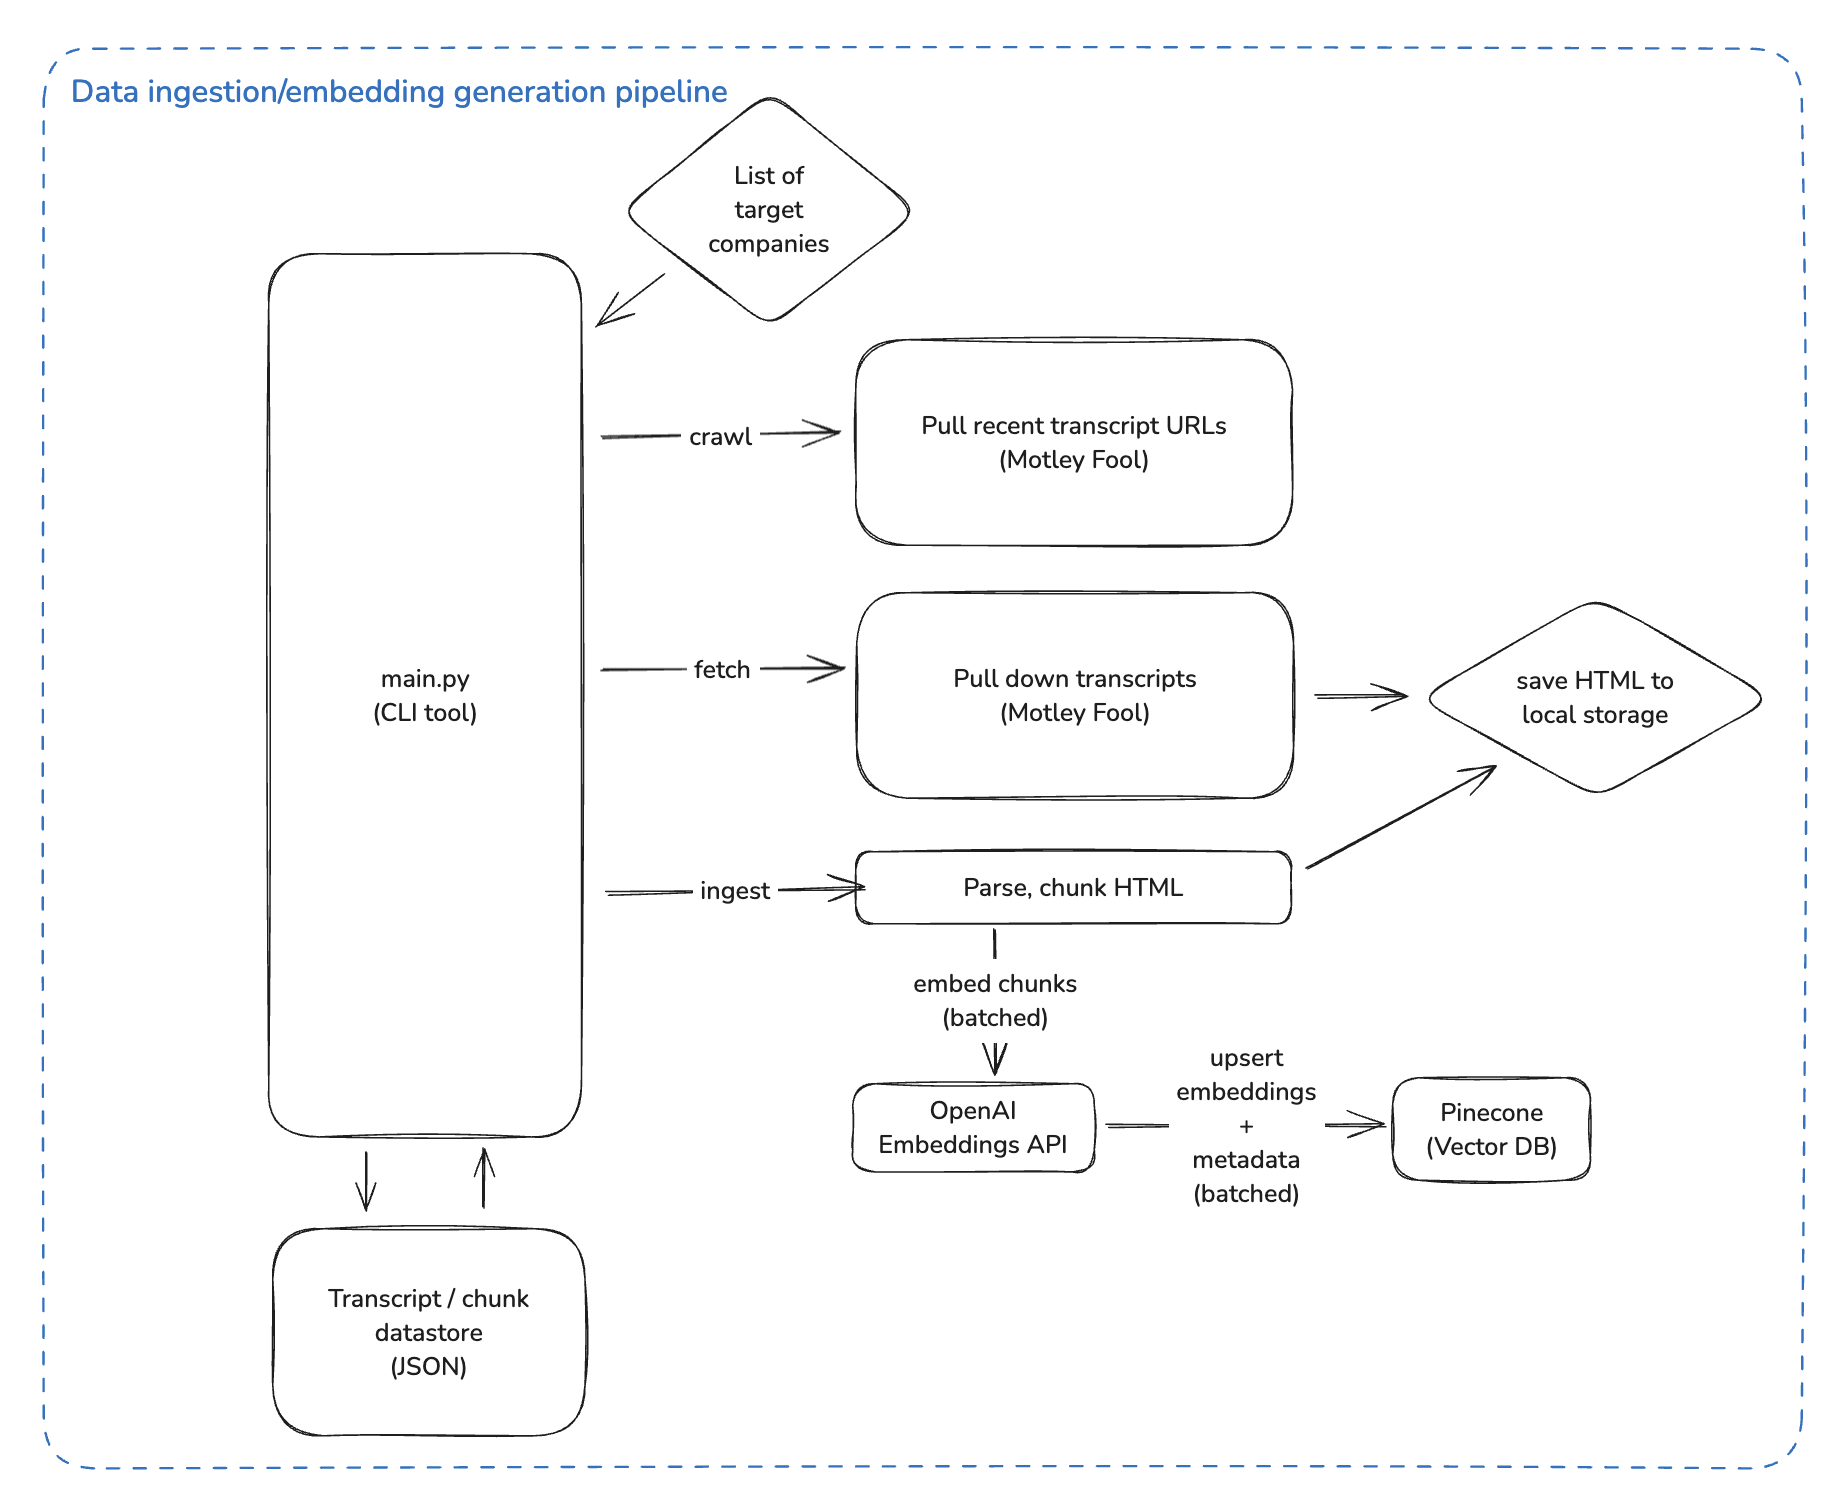 Data ingestion/embedding generation pipeline
List of
target
companies
crawl
Pull recent transcript URLs
(Motley Fool)
main.py
(CLI tool)
fetch
Pull down transcripts
(Motley Fool)
save HTML to
local storage
ingest
Parse, chunk HTML
embed chunks
(batched)
OpenAI
Embeddings API
upsert
embeddings
+
metadata
(batched)
Pinecone
(Vector DB)
Transcript / chunk
datastore
(JSON)